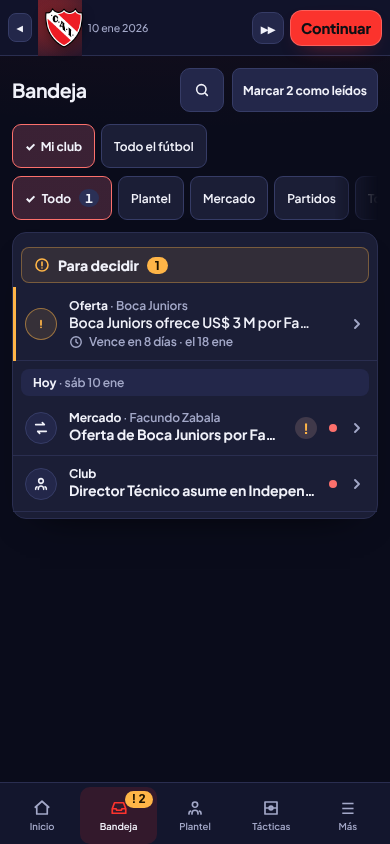 ◀ CAI 10 ene 2026 ▶▶ Continuar
Bandeja Marcar 2 como leídos
✓ Mi club Todo el fútbol
✓ Todo 1 Plantel Mercado Partidos
Para decidir 1
Oferta · Boca Juniors
! Boca Juniors ofrece US$ 3 M por Fa...
Vence en 8 días · el 18 ene
Hoy · sáb 10 ene
Mercado · Facundo Zabala
Oferta de Boca Juniors por Fa... !
Club
Director Técnico asume en Indepen...
! 2
Inicio Bandeja Plantel Tácticas Más